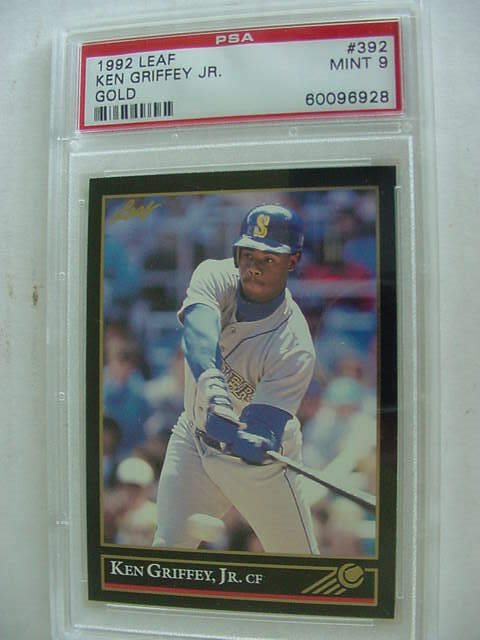 PSA
1992 LEAF #392
KEN GRIFFEY JR. MINT 9
GOLD
60096928
Leaf
S
KEN GRIFFEY, JR. CF